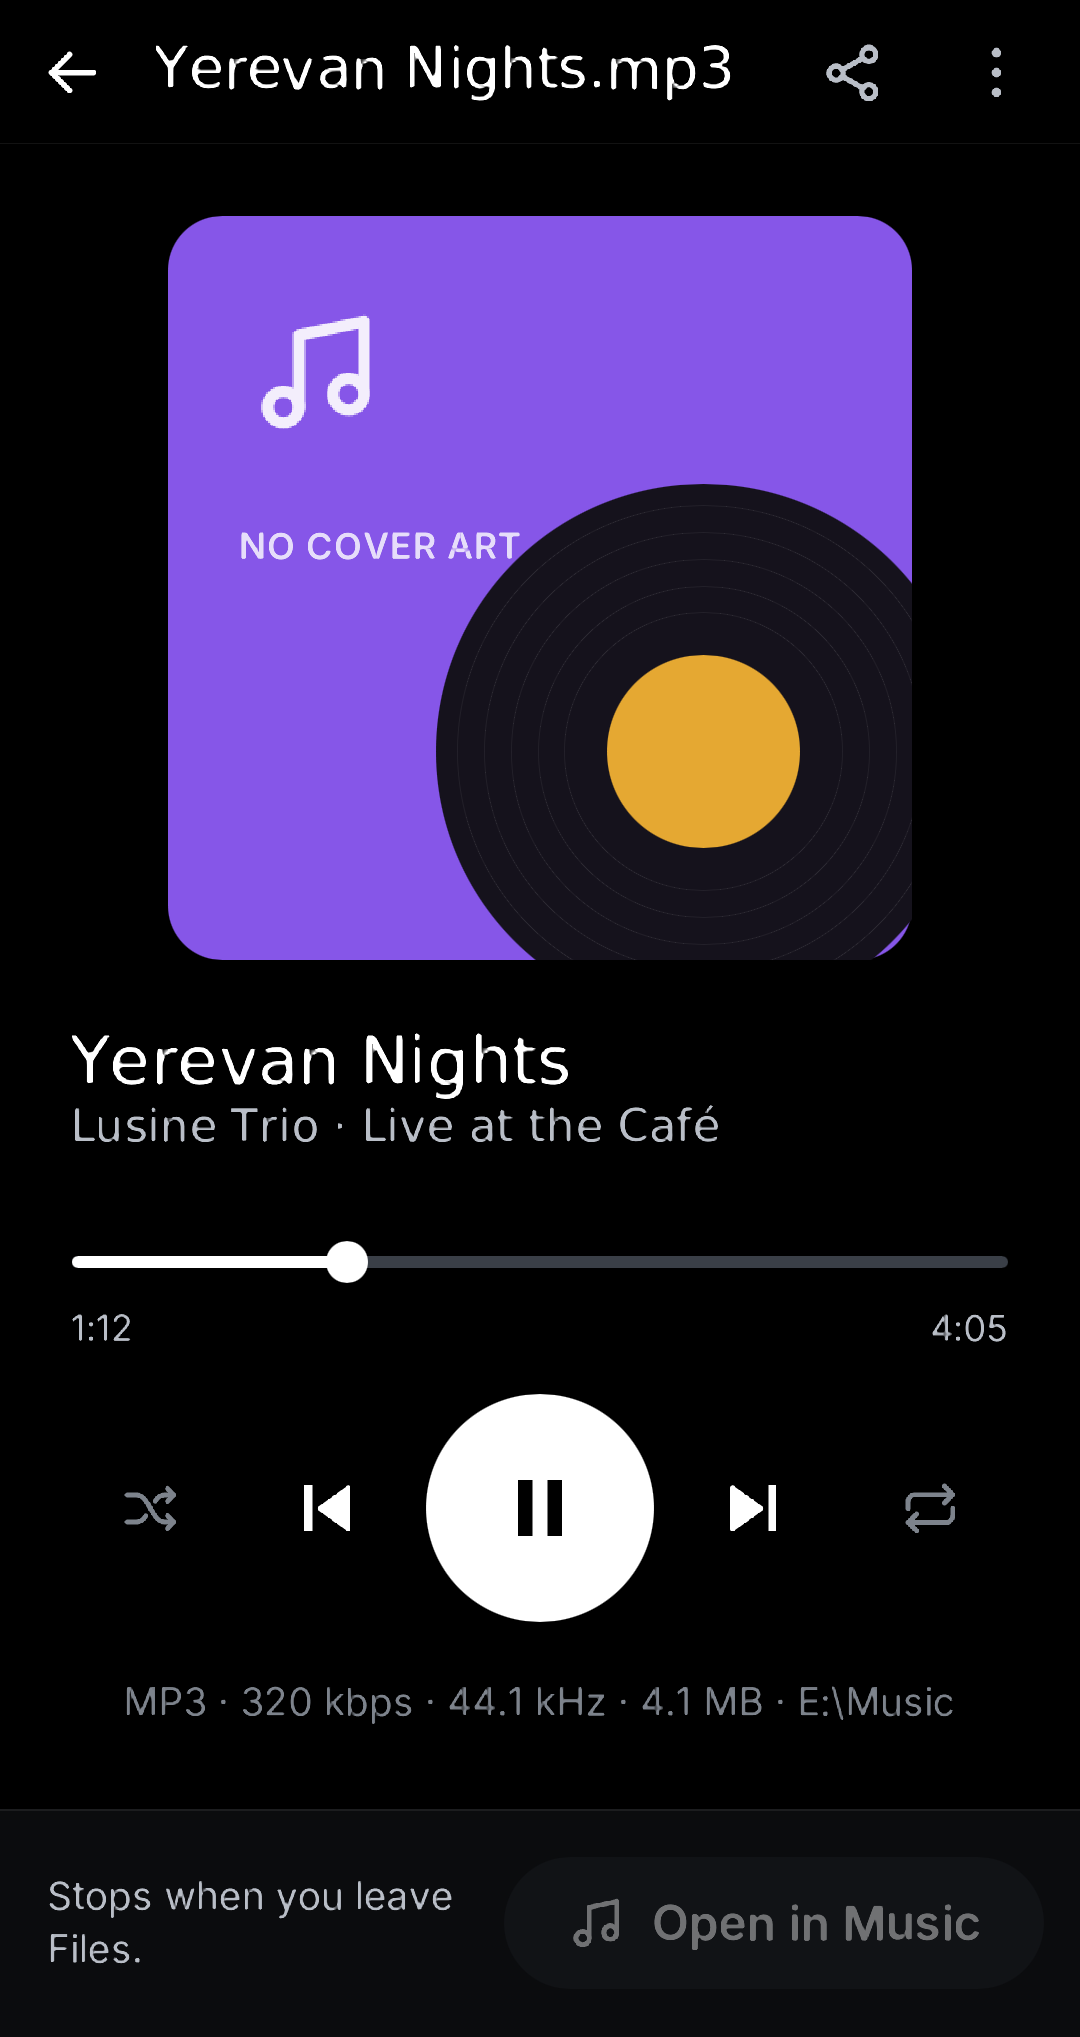 Yerevan Nights.mp3
NO COVER ART
Yerevan Nights
Lusine Trio · Live at the Café
1:12
4:05
MP3 · 320 kbps · 44.1 kHz · 4.1 MB · E:\Music
Stops when you leave
Files.
Open in Music